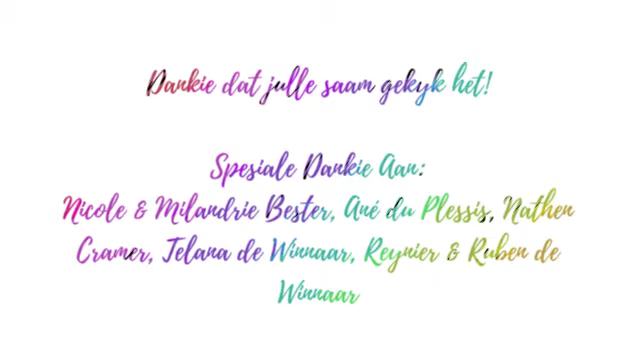 Dankie dat julle saam gekyk het!
Spesiale Dankie Aan:
Nicole & Milandrie Bester, Ané du Plessis, Nathen
Cramer, Jelana de Winnaar, Reynier & Ruben de
Winnaar